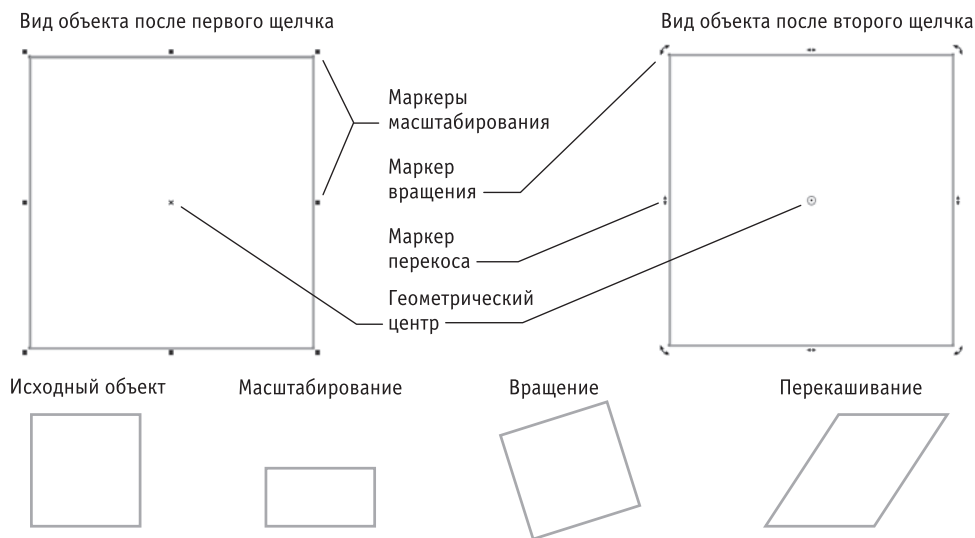 Вид объекта после первого щелчка
Вид объекта после второго щелчка
Маркеры
масштабирования
Маркер
вращения
Маркер
перекоса
Геометрический
центр
Исходный объект
Масштабирование
Вращение
Перекашивание